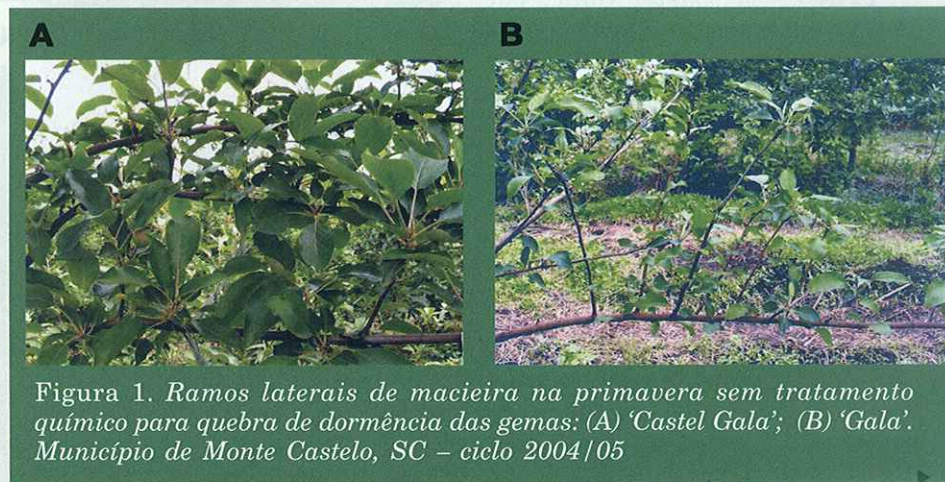 A B
Figura 1. Ramos laterais de macieira na primavera sem tratamento
químico para quebra de dormência das gemas: (A) 'Castel Gala'; (B) 'Gala'.
Município de Monte Castelo, SC – ciclo 2004/05